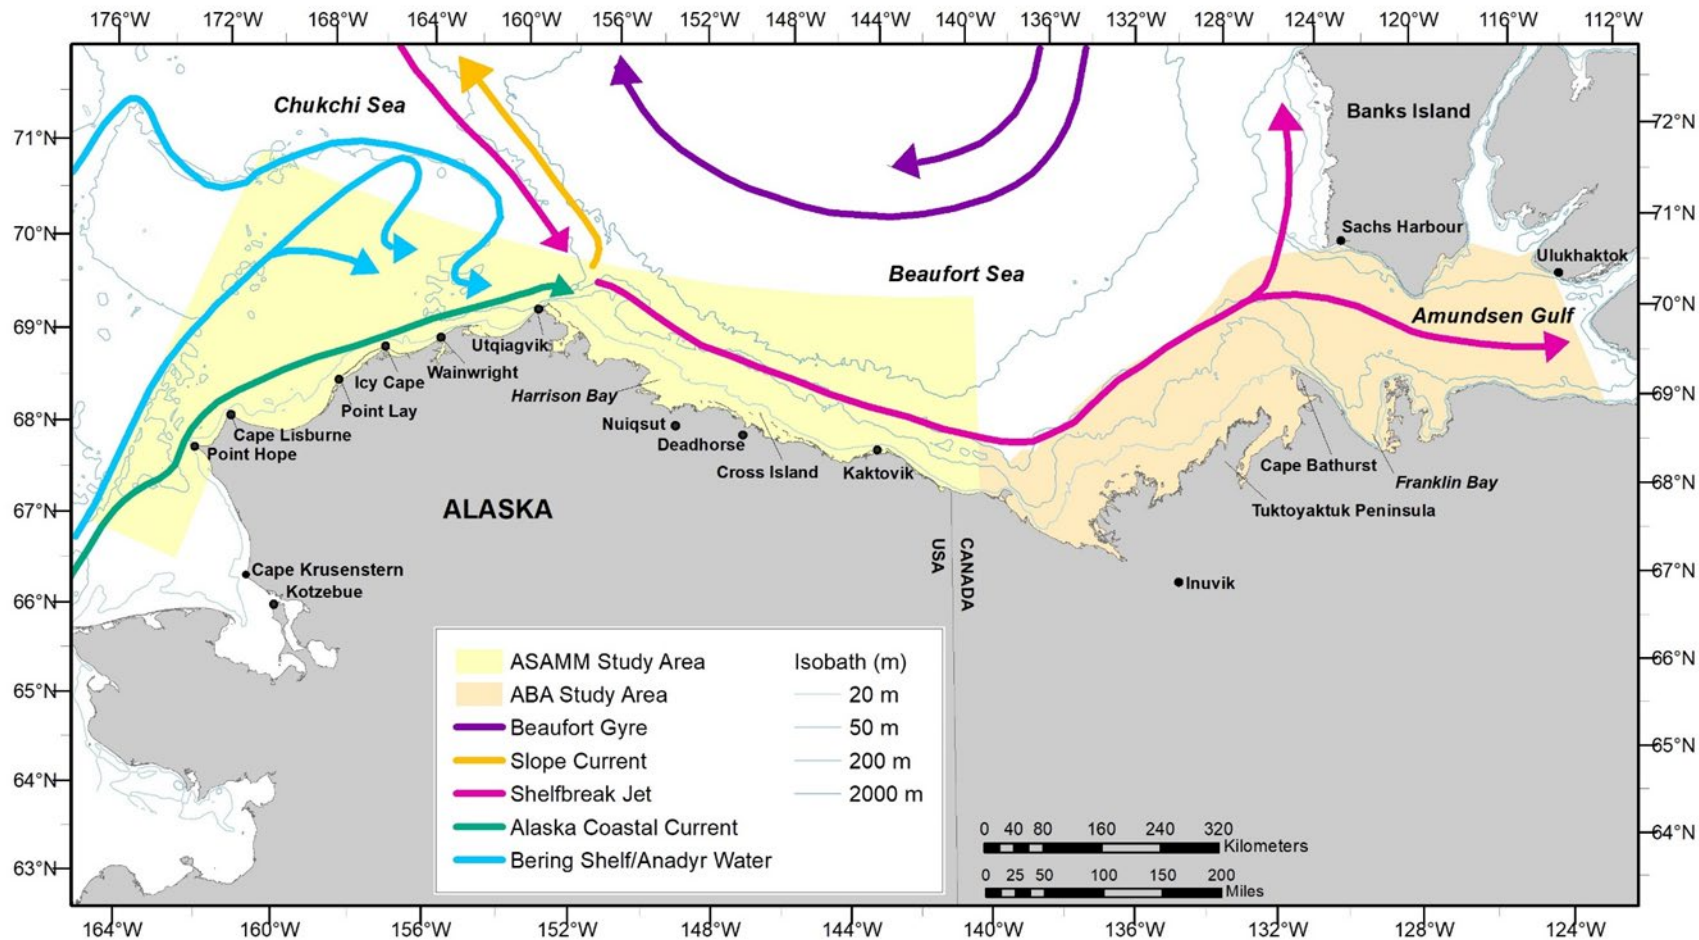 176°W 172°W 168°W 164°W 160°W 156°W 152°W 148°W 144°W 140°W 136°W 132°W 128°W 124°W 120°W 116°W 112°W
Chukchi Sea
Banks Island
71°N
72°N
70°N
71°N
Sachs Harbour
Ulukhaktok
Beaufort Sea
70°N
Amundsen Gulf
69°N
Utqiagvik
Wainwright
Icy Cape
Harrison Bay
69°N
Point Lay
68°N
Nuiqsut
Cape Lisburne
Deadhorse
Point Hope
Cross Island
Kaktovik
Cape Bathurst
Franklin Bay
68°N
67°N
ALASKA
Tuktoyaktuk Peninsula
USA
CANADA
Cape Krusenstern
67°N
Inuvik
Kotzebue
66°N
ASAMM Study Area
Isobath (m)
66°N
65°N
ABA Study Area
20 m
Beaufort Gyre
50 m
65°N
Slope Current
200 m
64°N
Shelfbreak Jet
2000 m
Alaska Coastal Current
0 40 80 160 240 320
64°N
Kilometers
Bering Shelf/Anadyr Water
63°N
0 25 50 100 150 200
Miles
164°W 160°W 156°W 152°W 148°W 144°W 140°W 136°W 132°W 128°W 124°W